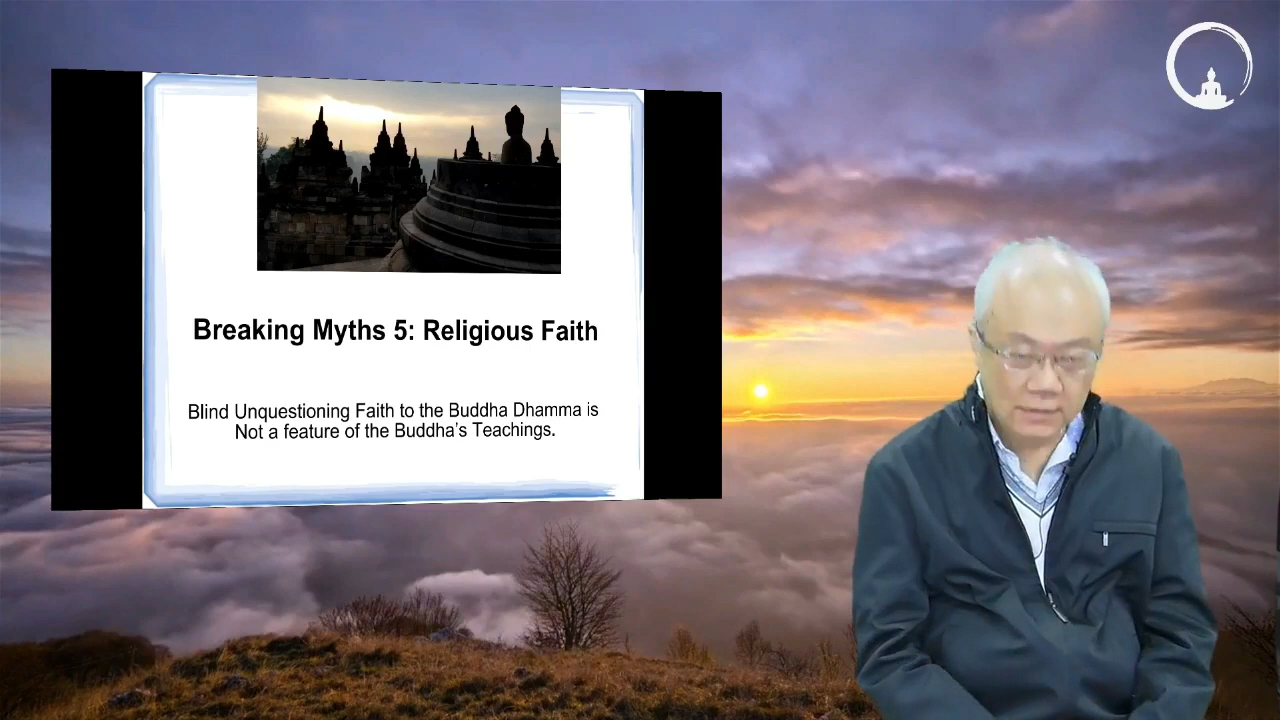 Breaking Myths 5: Religious Faith
Blind Unquestioning Faith to the Buddha Dhamma is
Not a feature of the Buddha's Teachings.